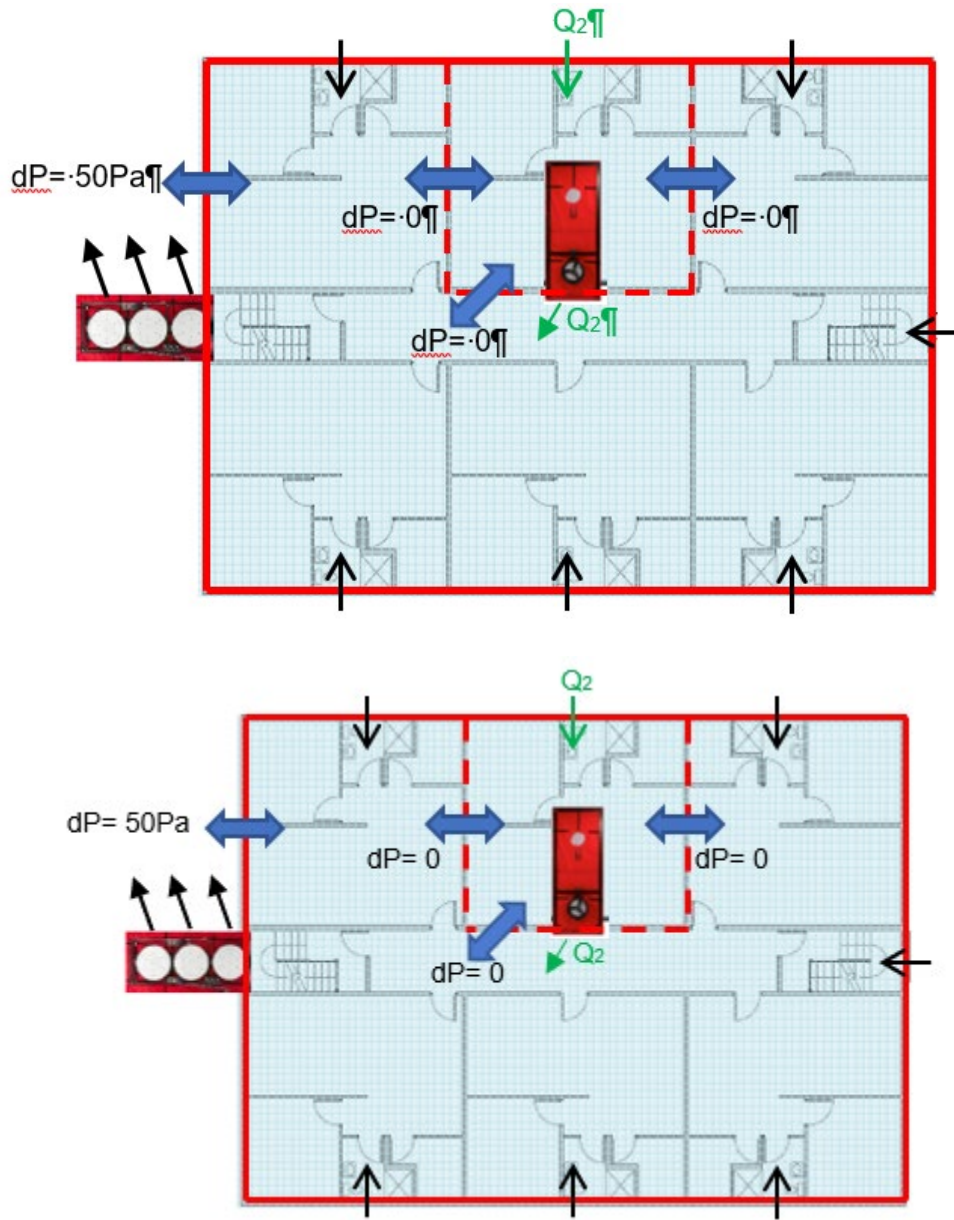 Q₂¶
dP=·50Pa¶
dP=·0¶
dP=·0¶
dP=·0¶
Q₂¶
Q₂
dP= 50Pa
dP= 0
dP= 0
dP= 0
Q₂